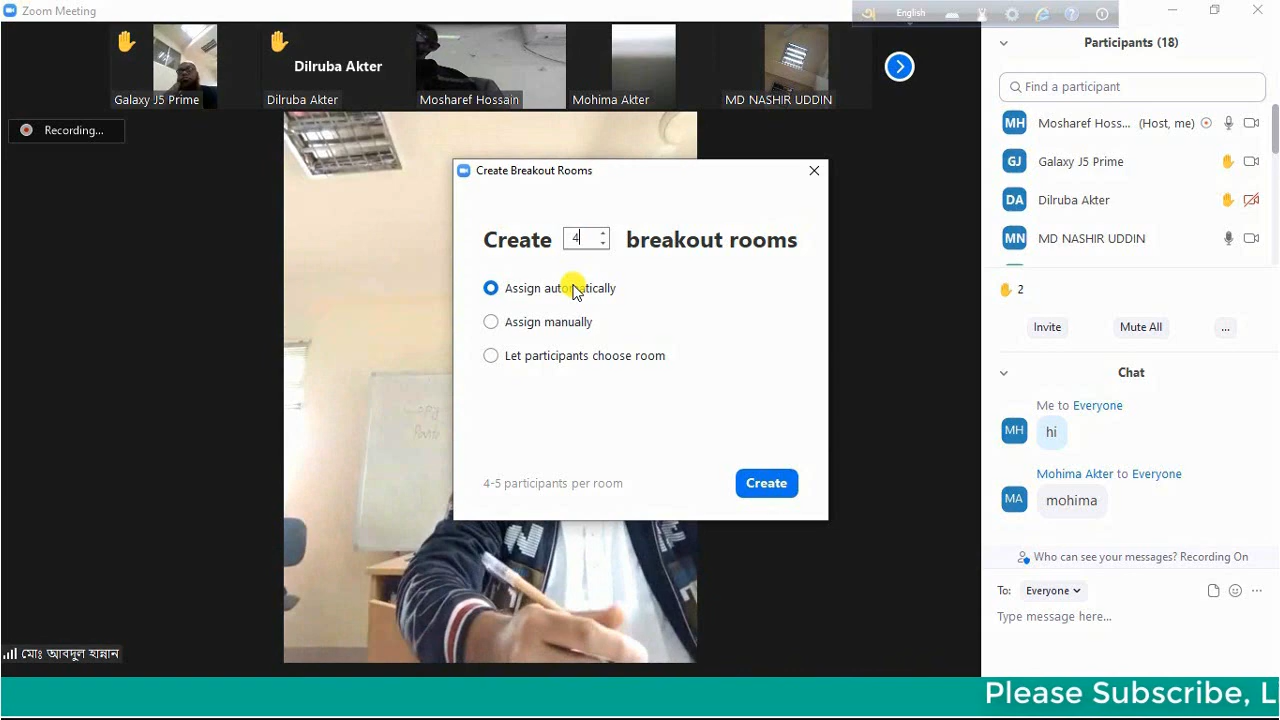 Zoom Meeting
English
Dilruba Akter
Galaxy J5 Prime
Dilruba Akter
Mosharef Hossain
Mohima Akter
MD NASHIR UDDIN
Recording...
Participants (18)
Find a participant
MH Mosharef Hoss... (Host, me)
GJ Galaxy J5 Prime
DA Dilruba Akter
MN MD NASHIR UDDIN
2
Invite Mute All ...
Create Breakout Rooms
Create 4 breakout rooms
Assign automatically
Assign manually
Let participants choose room
4-5 participants per room
Create
Chat
Me to Everyone
MH hi
Mohima Akter to Everyone
MA mohima
Who can see your messages? Recording On
To: Everyone
Type message here...
মোঃ আবদুল হান্নান
Please Subscribe, L